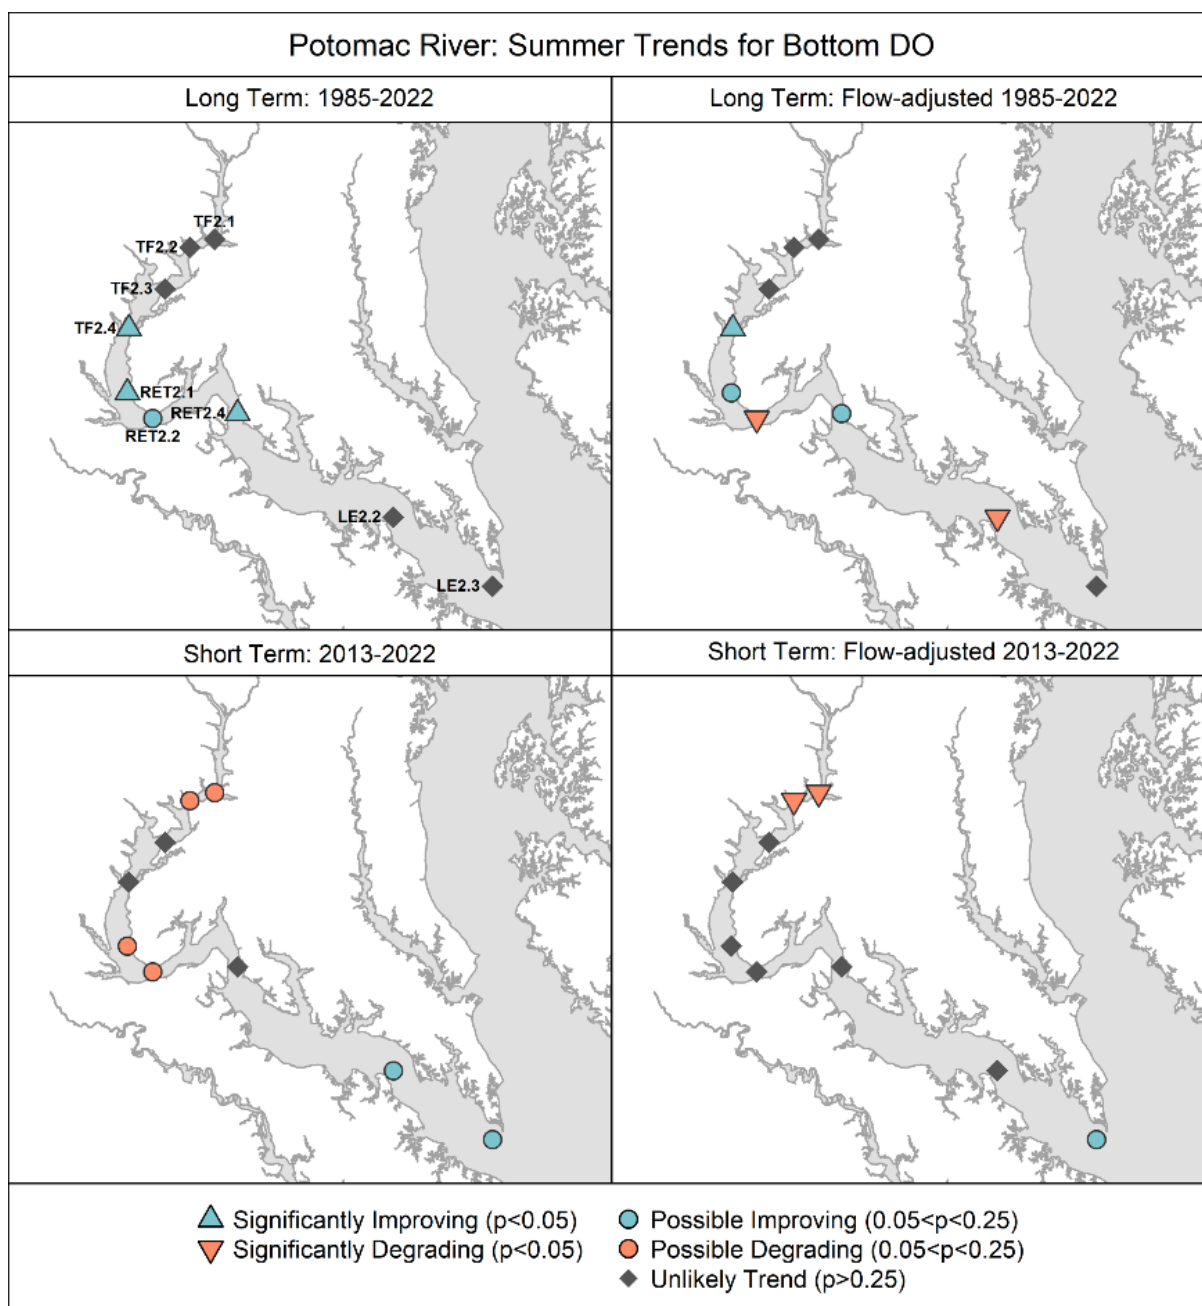 Potomac River: Summer Trends for Bottom DO
Long Term: 1985-2022
Long Term: Flow-adjusted 1985-2022
TF2.1
TF2.2
TF2.3
TF2.4
RET2.1
RET2.4
RET2.2
LE2.2
LE2.3
Short Term: 2013-2022
Short Term: Flow-adjusted 2013-2022
Significantly Improving (p<0.05)
Significantly Degrading (p<0.05)
Possible Improving (0.05<p<0.25)
Possible Degrading (0.05<p<0.25)
Unlikely Trend (p>0.25)